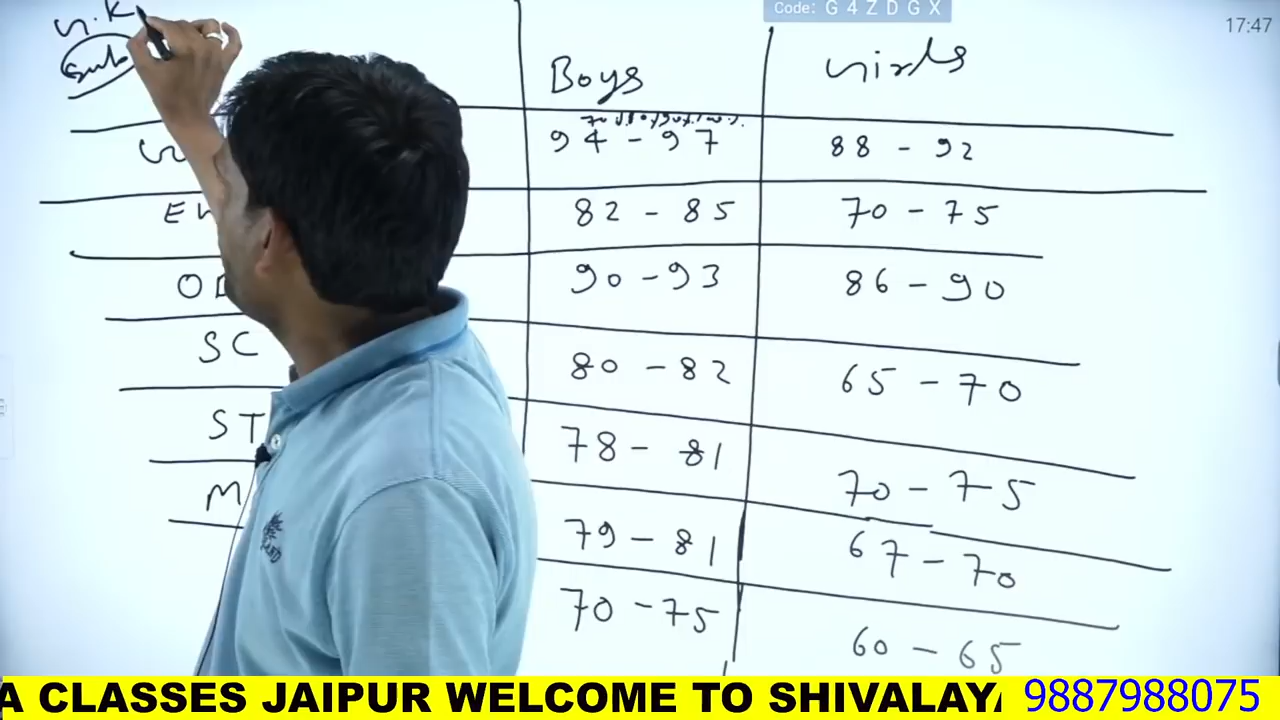 G.K
Code: G 4 Z D G X
17:47
Boys Girls
94 - 97 88 - 92
82 - 85 70 - 75
90 - 93 86 - 90
SC 80 - 82 65 - 70
ST 78 - 81 70 - 75
79 - 81 67 - 70
70 - 75 60 - 65
A CLASSES JAIPUR WELCOME TO SHIVALAYA 9887988075